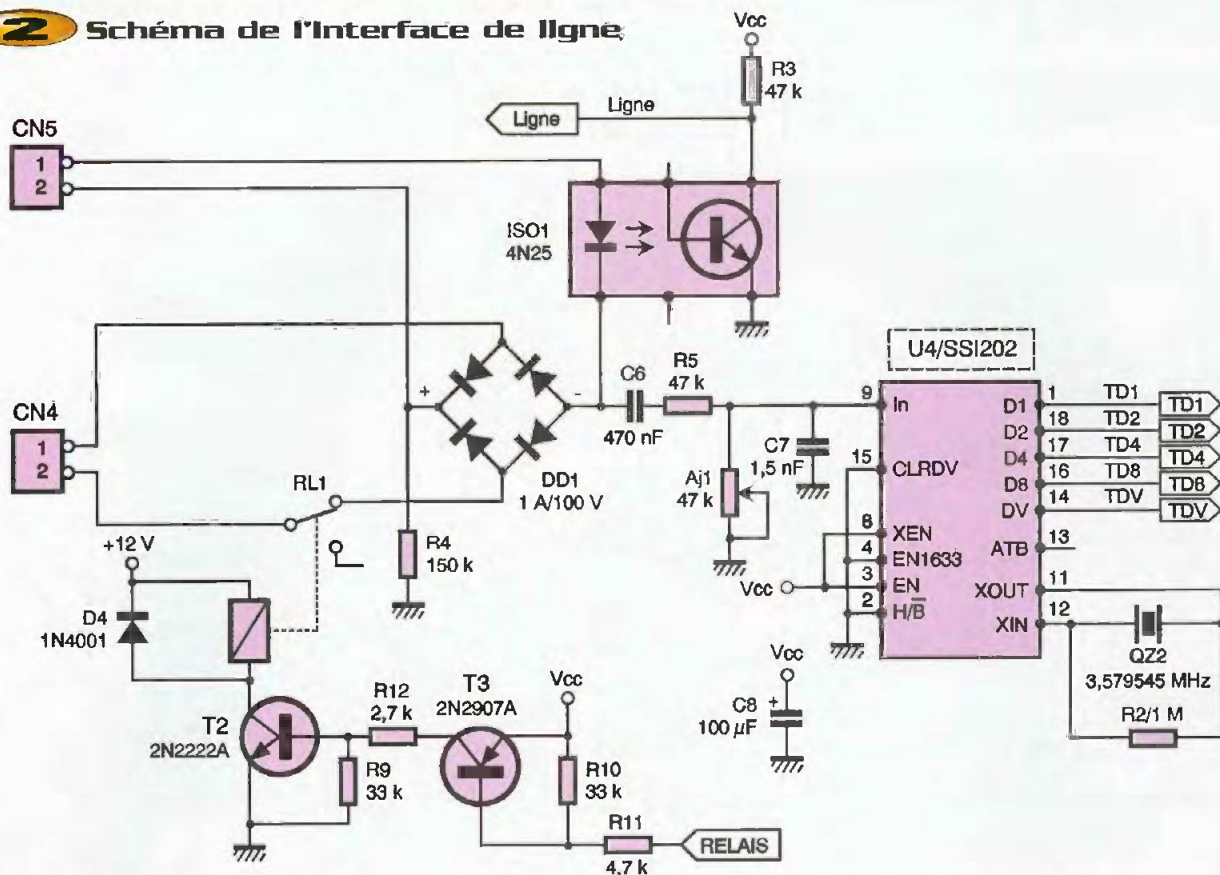 2 Schéma de l'Interface de ligne
Vcc
R3
47 k
Ligne
Ligne
CN5
1
2
ISO1
4N25
U4/SSI202
CN4
1
2
+
-
C6
470 nF
R5
47 k
DD1
1 A/100 V
RL1
R4
150 k
Aj1
47 k
C7
1,5 nF
9 In
15 CLRDV
8 XEN
4 EN1633
3 EN
2 H/B
Vcc
D1 1 TD1 TD1
D2 18 TD2 TD2
D4 17 TD4 TD4
D8 16 TD8 TD8
DV 14 TDV TDV
ATB 13
XOUT 11
XIN 12
QZ2
3,579545 MHz
R2/1 M
+12 V
D4
1N4001
T2
2N2222A
R12
2,7 k
R9
33 k
T3
2N2907A
Vcc
R10
33 k
R11
4,7 k
RELAIS
Vcc
C8
+
100 µF